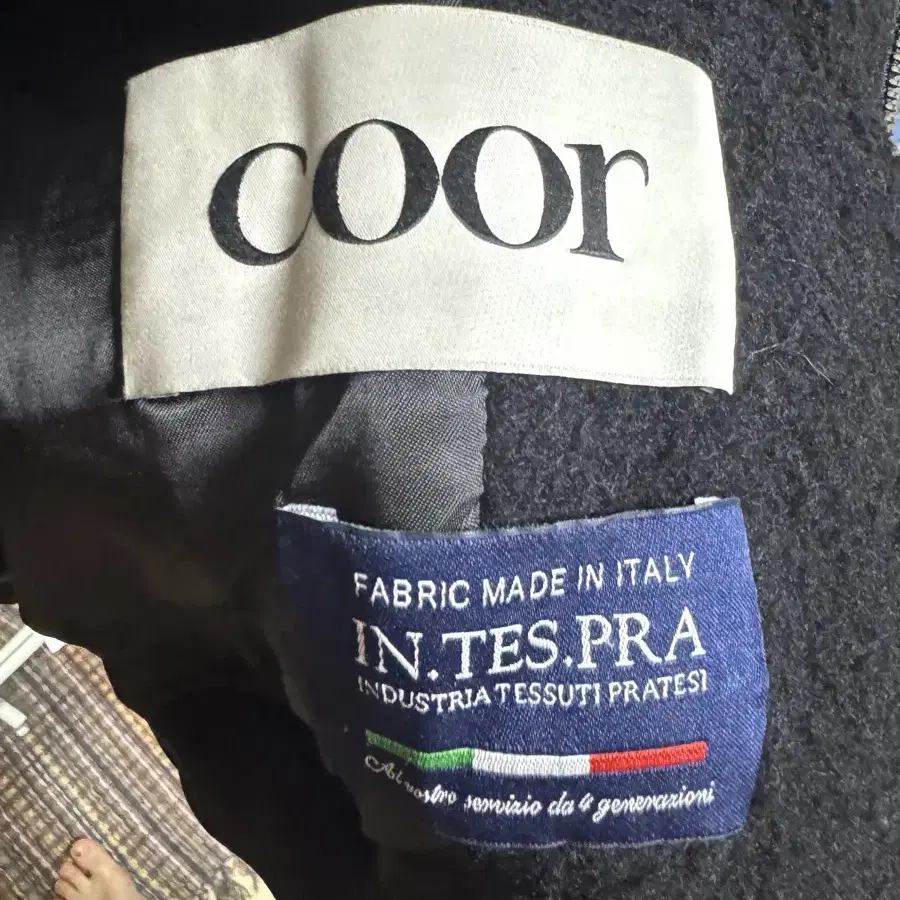 coor
FABRIC MADE IN ITALY
IN.TES.PRA
INDUSTRIA TESSUTI PRATESI
Al vostro servizio da 4 generazioni